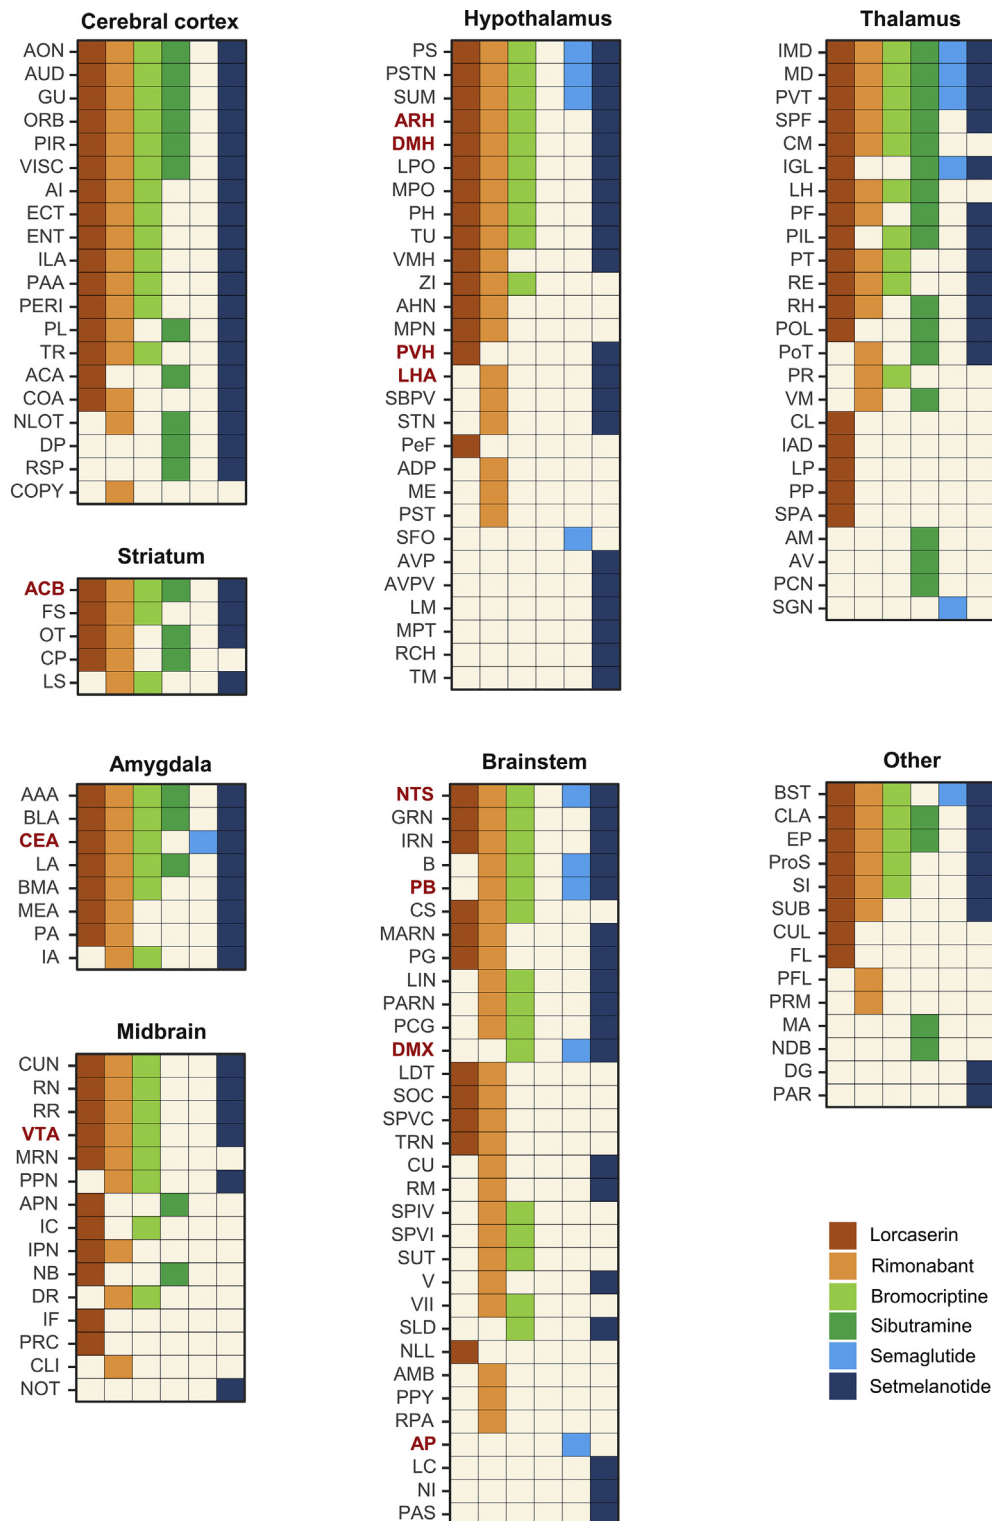 Cerebral cortex
AON
AUD
GU
ORB
PIR
VISC
AI
ECT
ENT
ILA
PAA
PERI
PL
TR
ACA
COA
NLOT
DP
RSP
COPY
Striatum
ACB
FS
OT
CP
LS
Amygdala
AAA
BLA
CEA
LA
BMA
MEA
PA
IA
Midbrain
CUN
RN
RR
VTA
MRN
PPN
APN
IC
IPN
NB
DR
IF
PRC
CLI
NOT
Hypothalamus
PS
PSTN
SUM
ARH
DMH
LPO
MPO
PH
TU
VMH
ZI
AHN
MPN
PVH
LHA
SBPV
STN
PeF
ADP
ME
PST
SFO
AVP
AVPV
LM
MPT
RCH
TM
Brainstem
NTS
GRN
IRN
B
PB
CS
MARN
PG
LIN
PARN
PCG
DMX
LDT
SOC
SPVC
TRN
CU
RM
SPIV
SPVI
SUT
V
VII
SLD
NLL
AMB
PPY
RPA
AP
LC
NI
PAS
Thalamus
IMD
MD
PVT
SPF
CM
IGL
LH
PF
PIL
PT
RE
RH
POL
PoT
PR
VM
CL
IAD
LP
PP
SPA
AM
AV
PCN
SGN
Other
BST
CLA
EP
ProS
SI
SUB
CUL
FL
PFL
PRM
MA
NDB
DG
PAR
Lorcaserin
Rimonabant
Bromocriptine
Sibutramine
Semaglutide
Setmelanotide